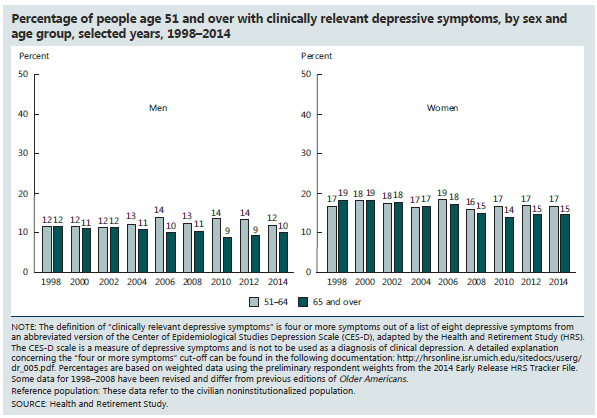 Percentage of people age 51 and over with clinically relevant depressive symptoms, by sex and
age group, selected years, 1998–2014
Percent
50
40
30
20
10
0
Men
12 12 12 11 12 12 13 11 14 10 13 11 14 9 14 9 12 10
1998 2000 2002 2004 2006 2008 2010 2012 2014
Percent
50
40
30
20
10
0
Women
17 19 18 18 18 18 17 17 19 18 16 15 17 14 17 15 17 15
1998 2000 2002 2004 2006 2008 2010 2012 2014
51–64 65 and over
NOTE: The definition of "clinically relevant depressive symptoms" is four or more symptoms out of a list of eight depressive symptoms from
an abbreviated version of the Center of Epidemiological Studies Depression Scale (CES-D), adapted by the Health and Retirement Study (HRS).
The CES-D scale is a measure of depressive symptoms and is not to be used as a diagnosis of clinical depression. A detailed explanation
concerning the "four or more symptoms" cut-off can be found in the following documentation: http://hrsonline.isr.umich.edu/sitedocs/userg/
dr_005.pdf. Percentages are based on weighted data using the preliminary respondent weights from the 2014 Early Release HRS Tracker File.
Some data for 1998–2008 have been revised and differ from previous editions of Older Americans.
Reference population: These data refer to the civilian noninstitutionalized population.
SOURCE: Health and Retirement Study.